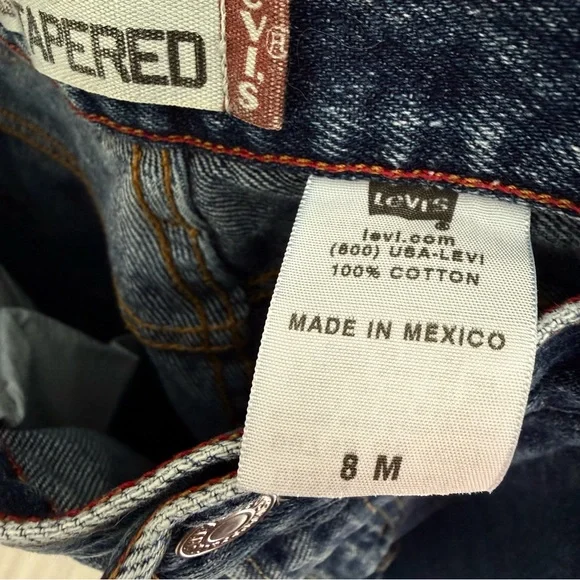 TAPERED
LEVI'S
®
LEVI'S
®
levi.com
(800) USA-LEVI
100% COTTON
MADE IN MEXICO
8 M